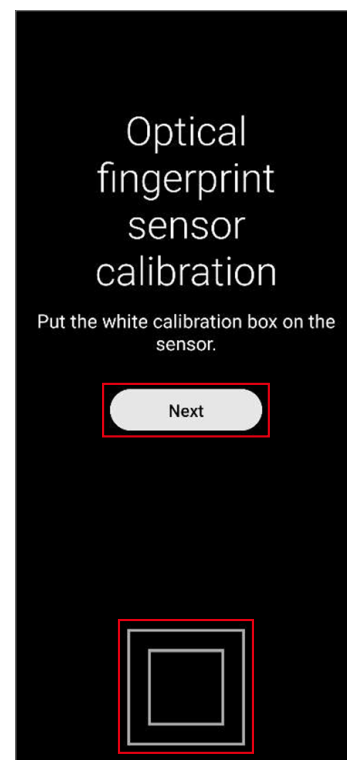 Optical
fingerprint
sensor
calibration
Put the white calibration box on the
sensor.
Next